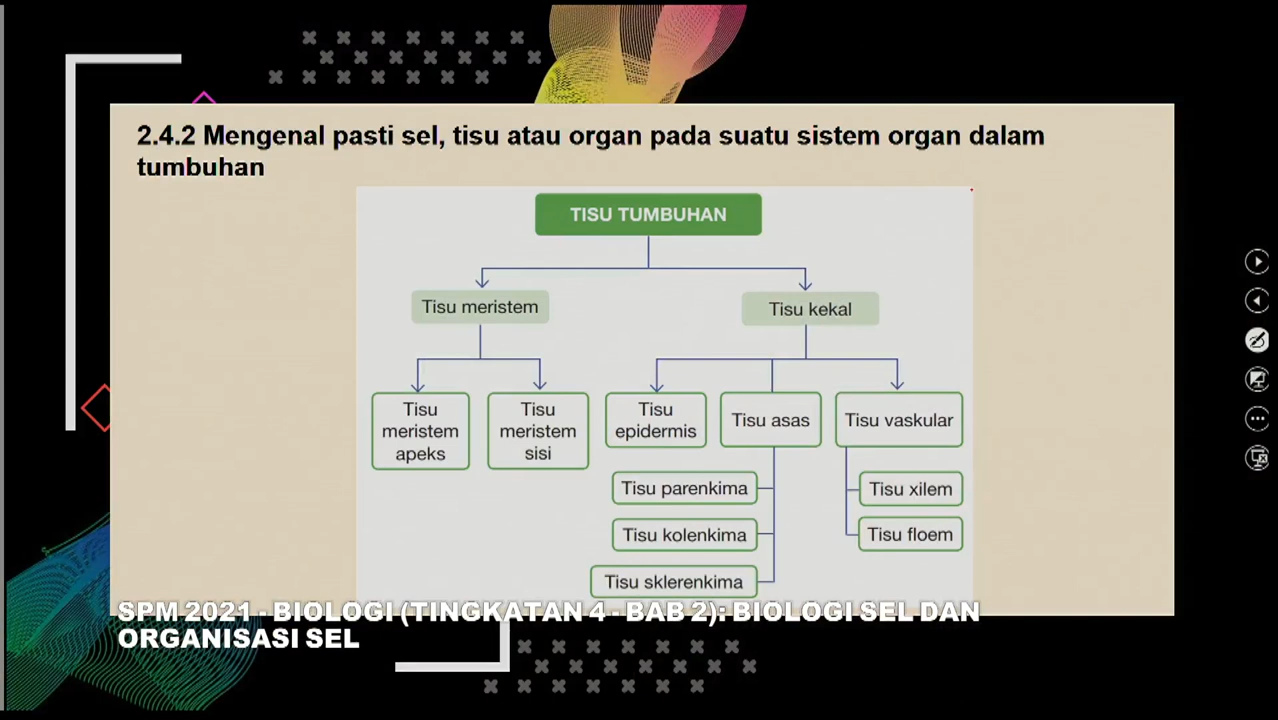 2.4.2 Mengenal pasti sel, tisu atau organ pada suatu sistem organ dalam
tumbuhan
TISU TUMBUHAN
Tisu meristem
Tisu kekal
Tisu
meristem
apeks
Tisu
meristem
sisi
Tisu
epidermis
Tisu asas
Tisu vaskular
Tisu parenkima
Tisu kolenkima
Tisu sklerenkima
Tisu xilem
Tisu floem
SPM 2021 - BIOLOGI (TINGKATAN 4 - BAB 2): BIOLOGI SEL DAN
ORGANISASI SEL